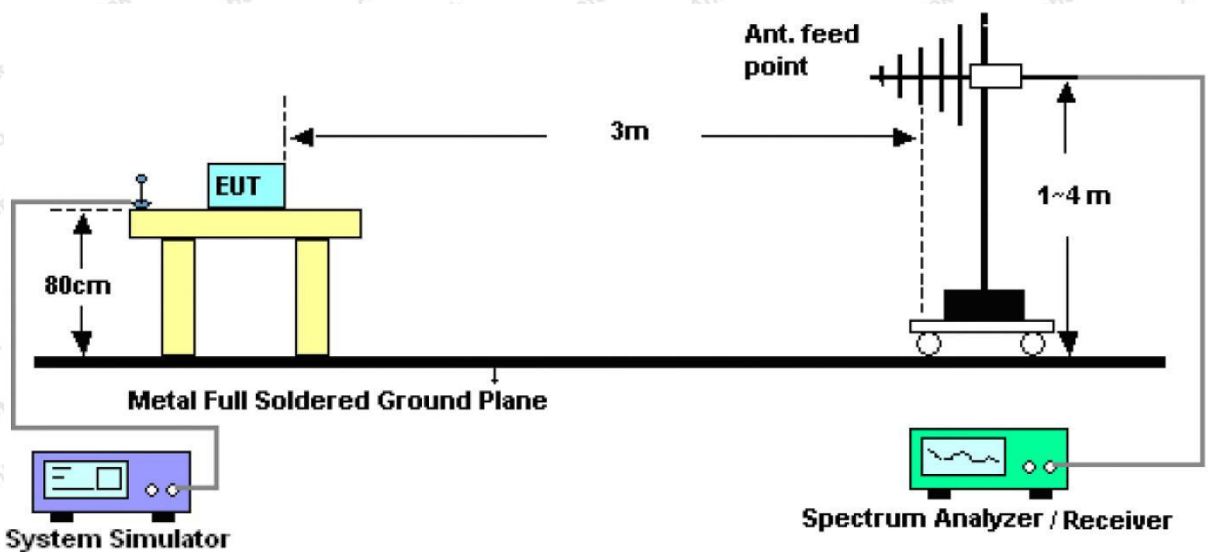 Ant. feed
point
3m
EUT
1~4 m
80cm
Metal Full Soldered Ground Plane
System Simulator
Spectrum Analyzer / Receiver